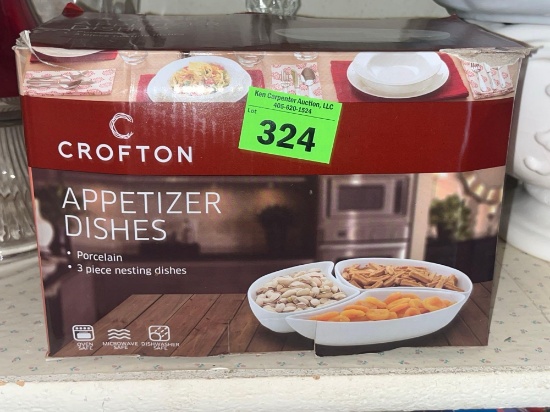 Ken Carpenter Auction, LLC
405-620-1524
Lot
324
CROFTON
APPETIZER
DISHES
• Porcelain
• 3 piece nesting dishes
OVEN SAFE
MICROWAVE SAFE
DISHWASHER SAFE